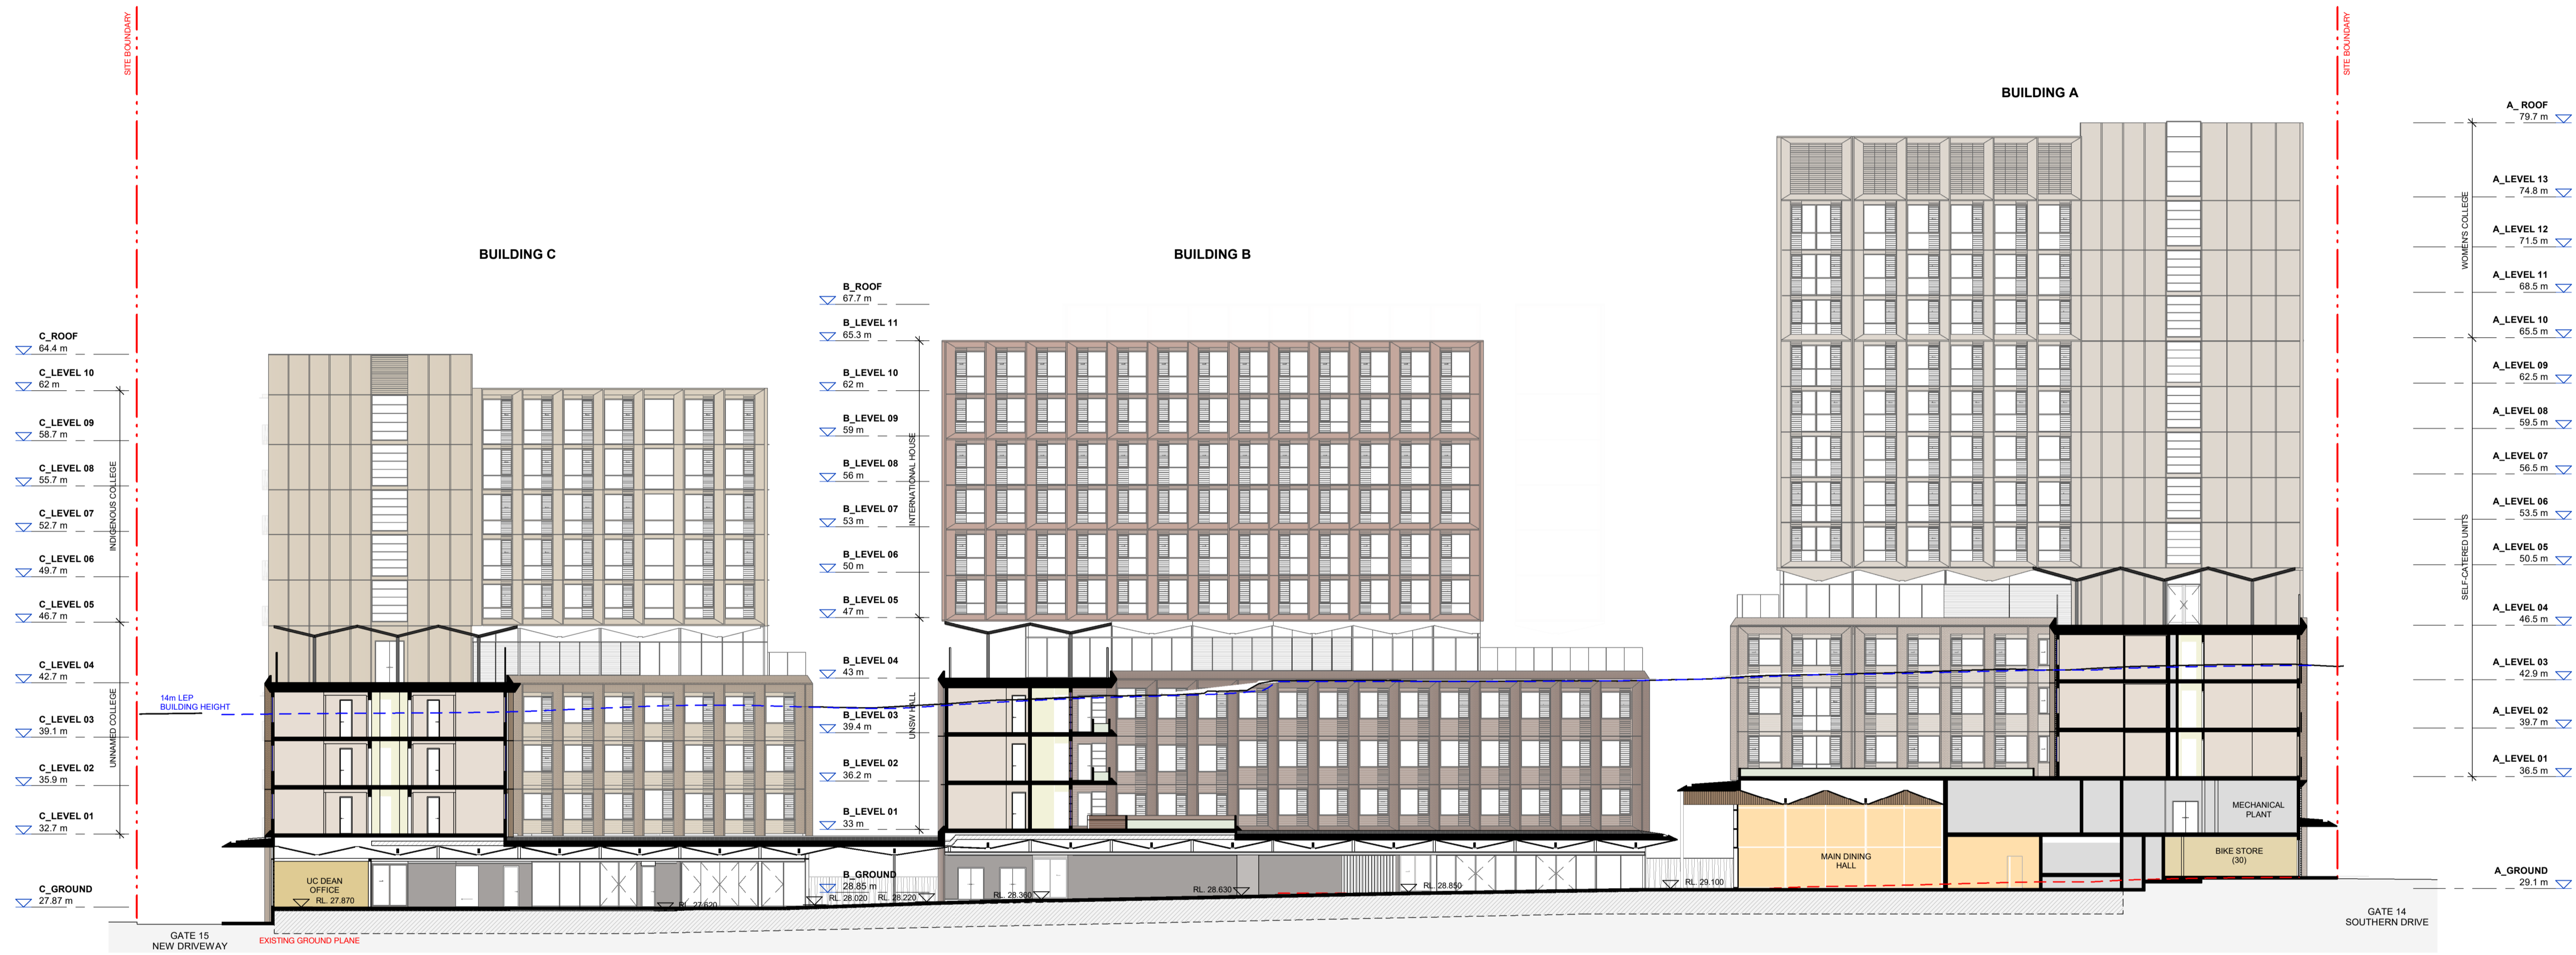 SITE BOUNDARY
BUILDING C
C_ROOF
64.4 m
C_LEVEL 10
62 m
C_LEVEL 09
58.7 m
C_LEVEL 08
55.7 m
C_LEVEL 07
52.7 m
C_LEVEL 06
49.7 m
C_LEVEL 05
46.7 m
C_LEVEL 04
42.7 m
C_LEVEL 03
39.1 m
C_LEVEL 02
35.9 m
C_LEVEL 01
32.7 m
C_GROUND
27.87 m
INDIGENOUS COLLEGE
UNNAMED COLLEGE
14m LEP
BUILDING HEIGHT
UC DEAN
OFFICE
RL. 27.870
RL. 27.620
GATE 15
NEW DRIVEWAY
EXISTING GROUND PLANE
BUILDING B
B_ROOF
67.7 m
B_LEVEL 11
65.3 m
B_LEVEL 10
62 m
B_LEVEL 09
59 m
B_LEVEL 08
56 m
B_LEVEL 07
53 m
B_LEVEL 06
50 m
B_LEVEL 05
47 m
B_LEVEL 04
43 m
B_LEVEL 03
39.4 m
B_LEVEL 02
36.2 m
B_LEVEL 01
33 m
B_GROUND
28.85 m
INTERNATIONAL HOUSE
UNSW HALL
RL. 28.020
RL. 28.220
RL. 28.360
RL. 28.630
RL. 28.850
RL. 29.100
BUILDING A
MAIN DINING
HALL
MECHANICAL
PLANT
BIKE STORE
(30)
SITE BOUNDARY
GATE 14
SOUTHERN DRIVE
WOMEN'S COLLEGE
SELF-CATERED UNITS
A_ ROOF
79.7 m
A_LEVEL 13
74.8 m
A_LEVEL 12
71.5 m
A_LEVEL 11
68.5 m
A_LEVEL 10
65.5 m
A_LEVEL 09
62.5 m
A_LEVEL 08
59.5 m
A_LEVEL 07
56.5 m
A_LEVEL 06
53.5 m
A_LEVEL 05
50.5 m
A_LEVEL 04
46.5 m
A_LEVEL 03
42.9 m
A_LEVEL 02
39.7 m
A_LEVEL 01
36.5 m
A_GROUND
29.1 m